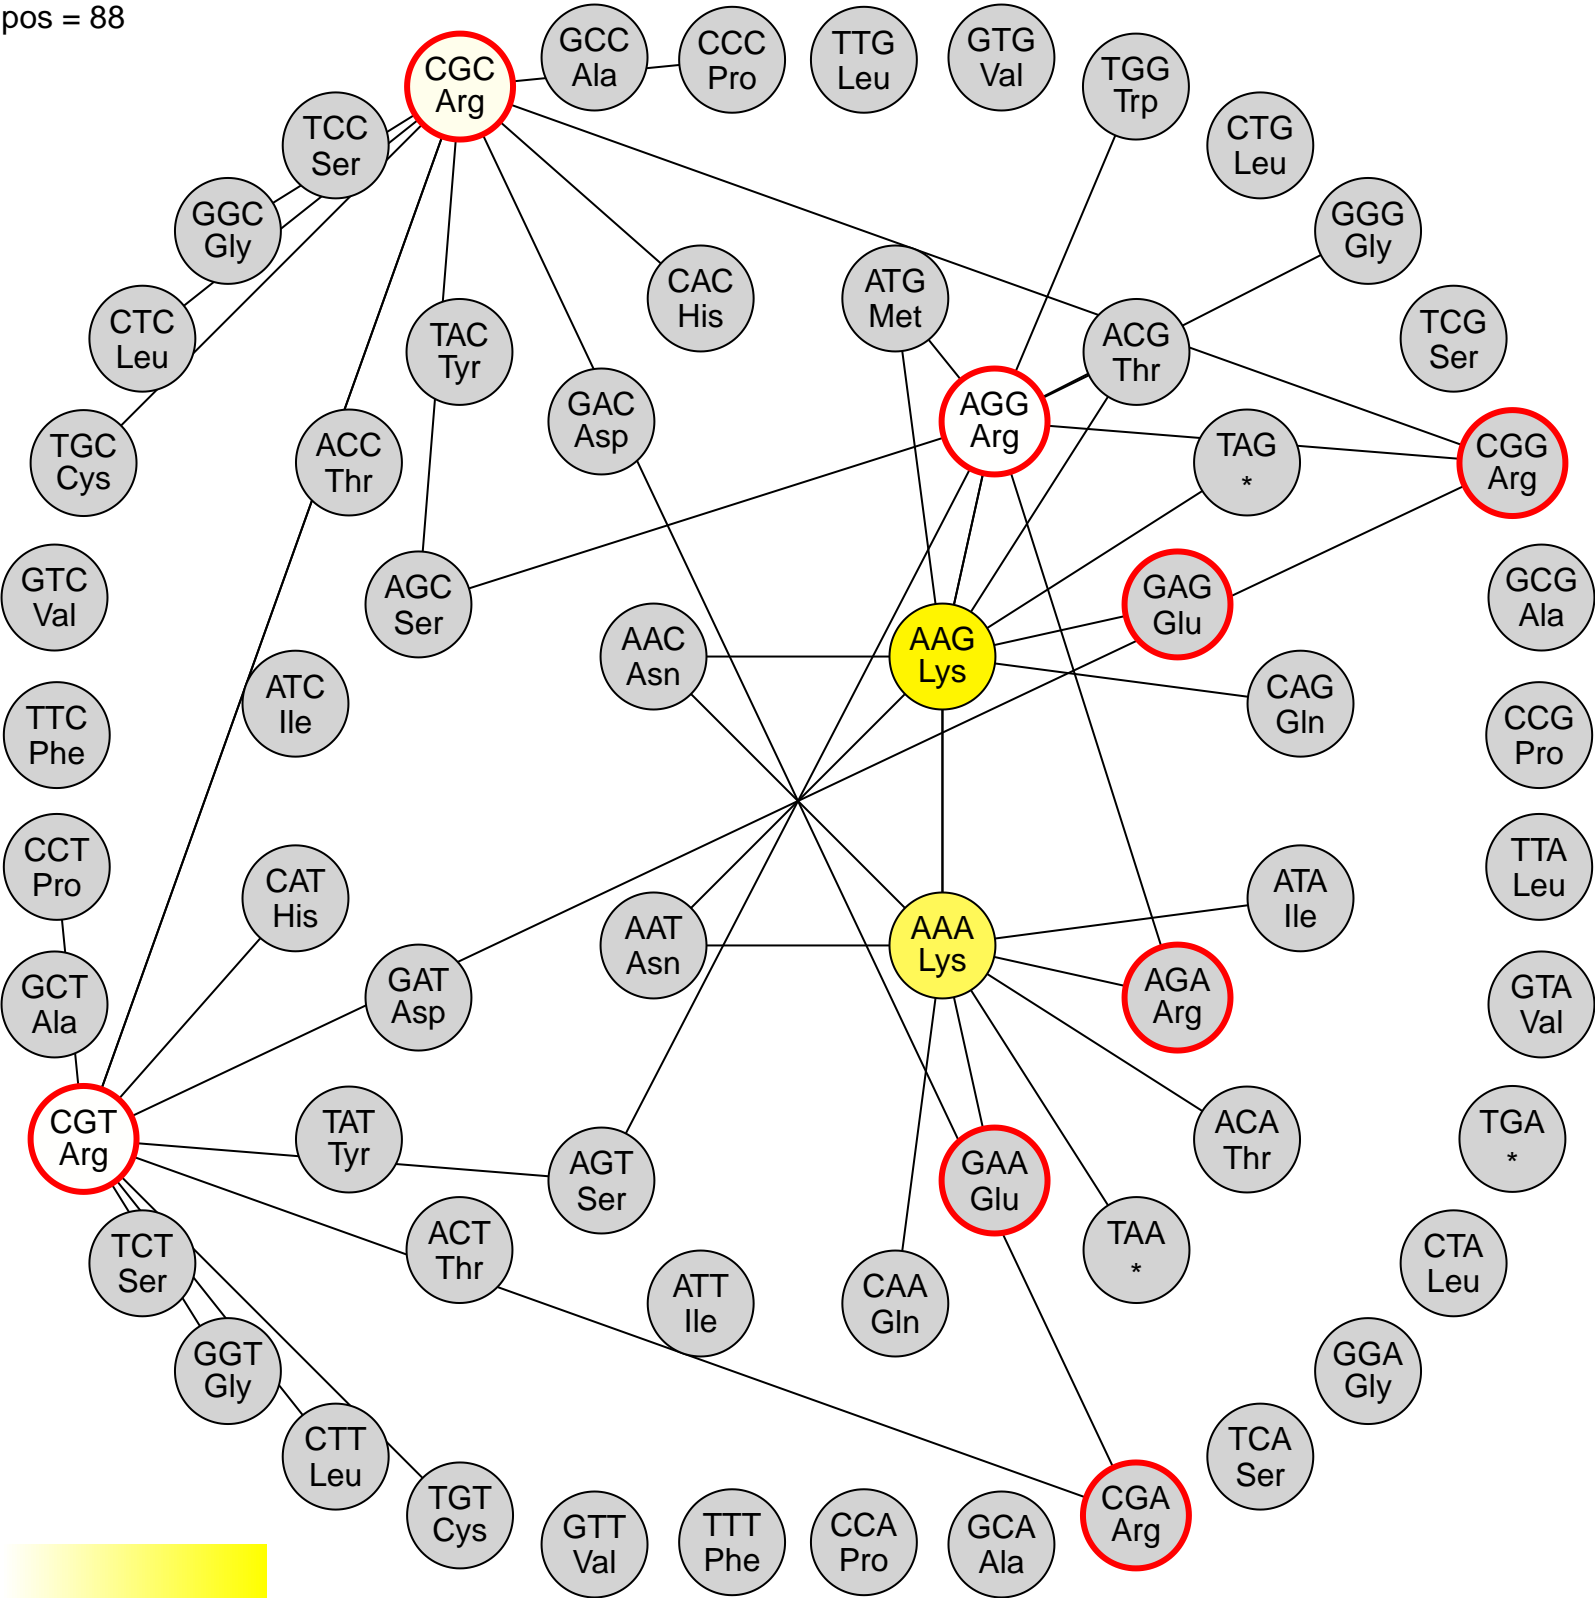 pos = 88
GCC
Ala
CCC
Pro
TTG
Leu
GTG
Val
CGC
Arg
TGG
Trp
TCC
Ser
CTG
Leu
GGC
Gly
GGG
Gly
CAC
His
ATG
Met
CTC
Leu
TCG
Ser
TAC
Tyr
ACG
Thr
GAC
Asp
AGG
Arg
TGC
Cys
ACC
Thr
TAG
*
CGG
Arg
GTC
Val
GCG
Ala
AGC
Ser
GAG
Glu
AAC
Asn
AAG
Lys
ATC
Ile
CAG
Gln
TTC
Phe
CCG
Pro
CCT
Pro
TTA
Leu
CAT
His
ATA
Ile
AAT
Asn
AAA
Lys
GCT
Ala
GTA
Val
GAT
Asp
AGA
Arg
CGT
Arg
TAT
Tyr
ACA
Thr
TGA
*
AGT
Ser
GAA
Glu
TCT
Ser
ACT
Thr
TAA
*
CTA
Leu
ATT
Ile
CAA
Gln
GGT
Gly
GGA
Gly
CTT
Leu
TCA
Ser
TGT
Cys
CGA
Arg
GTT
Val
TTT
Phe
CCA
Pro
GCA
Ala